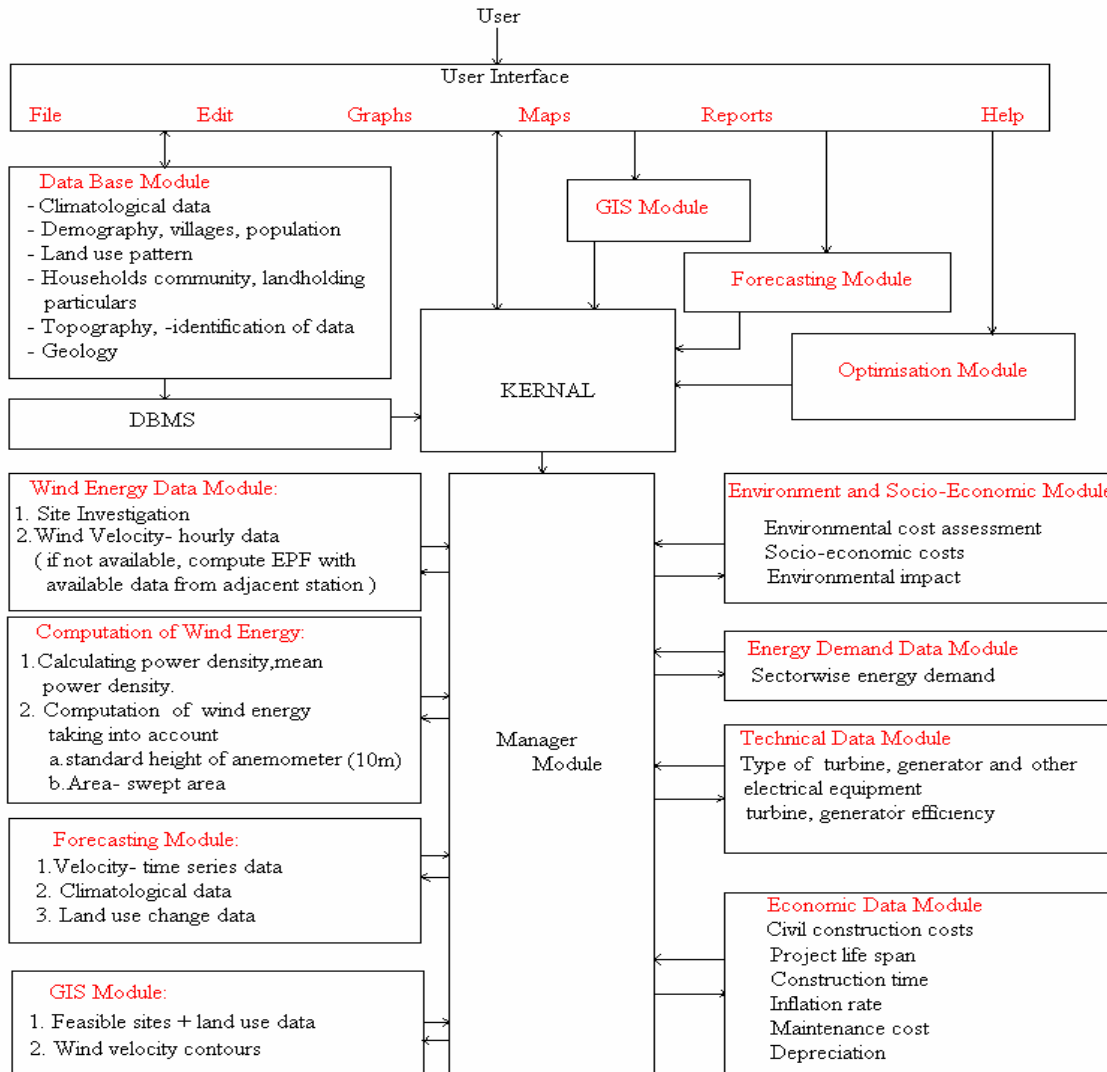 User
User Interface
File Edit Graphs Maps Reports Help
Data Base Module
- Climatological data
- Demography, villages, population
- Land use pattern
- Households community, landholding
particulars
- Topography, -identification of data
- Geology
DBMS
GIS Module
Forecasting Module
Optimisation Module
KERNAL
Wind Energy Data Module:
1. Site Investigation
2. Wind Velocity- hourly data
( if not available, compute EPF with
available data from adjacent station )
Computation of Wind Energy:
1. Calculating power density,mean
power density.
2. Computation of wind energy
taking into account
a.standard height of anemometer (10m)
b.Area- swept area
Forecasting Module:
1. Velocity- time series data
2. Climatological data
3. Land use change data
GIS Module:
1. Feasible sites + land use data
2. Wind velocity contours
Manager
Module
Environment and Socio-Economic Module
Environmental cost assessment
Socio-economic costs
Environmental impact
Energy Demand Data Module
Sectorwise energy demand
Technical Data Module
Type of turbine, generator and other
electrical equipment
turbine, generator efficiency
Economic Data Module
Civil construction costs
Project life span
Construction time
Inflation rate
Maintenance cost
Depreciation